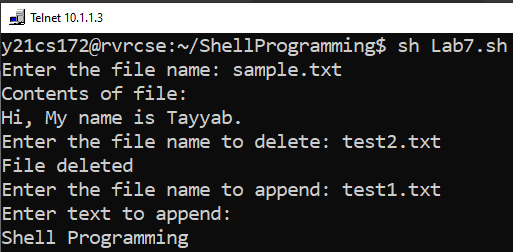 Telnet 10.1.1.3
y21cs172@rvrcse:~/ShellProgramming$ sh Lab7.sh
Enter the file name: sample.txt
Contents of file:
Hi, My name is Tayyab.
Enter the file name to delete: test2.txt
File deleted
Enter the file name to append: test1.txt
Enter text to append:
Shell Programming